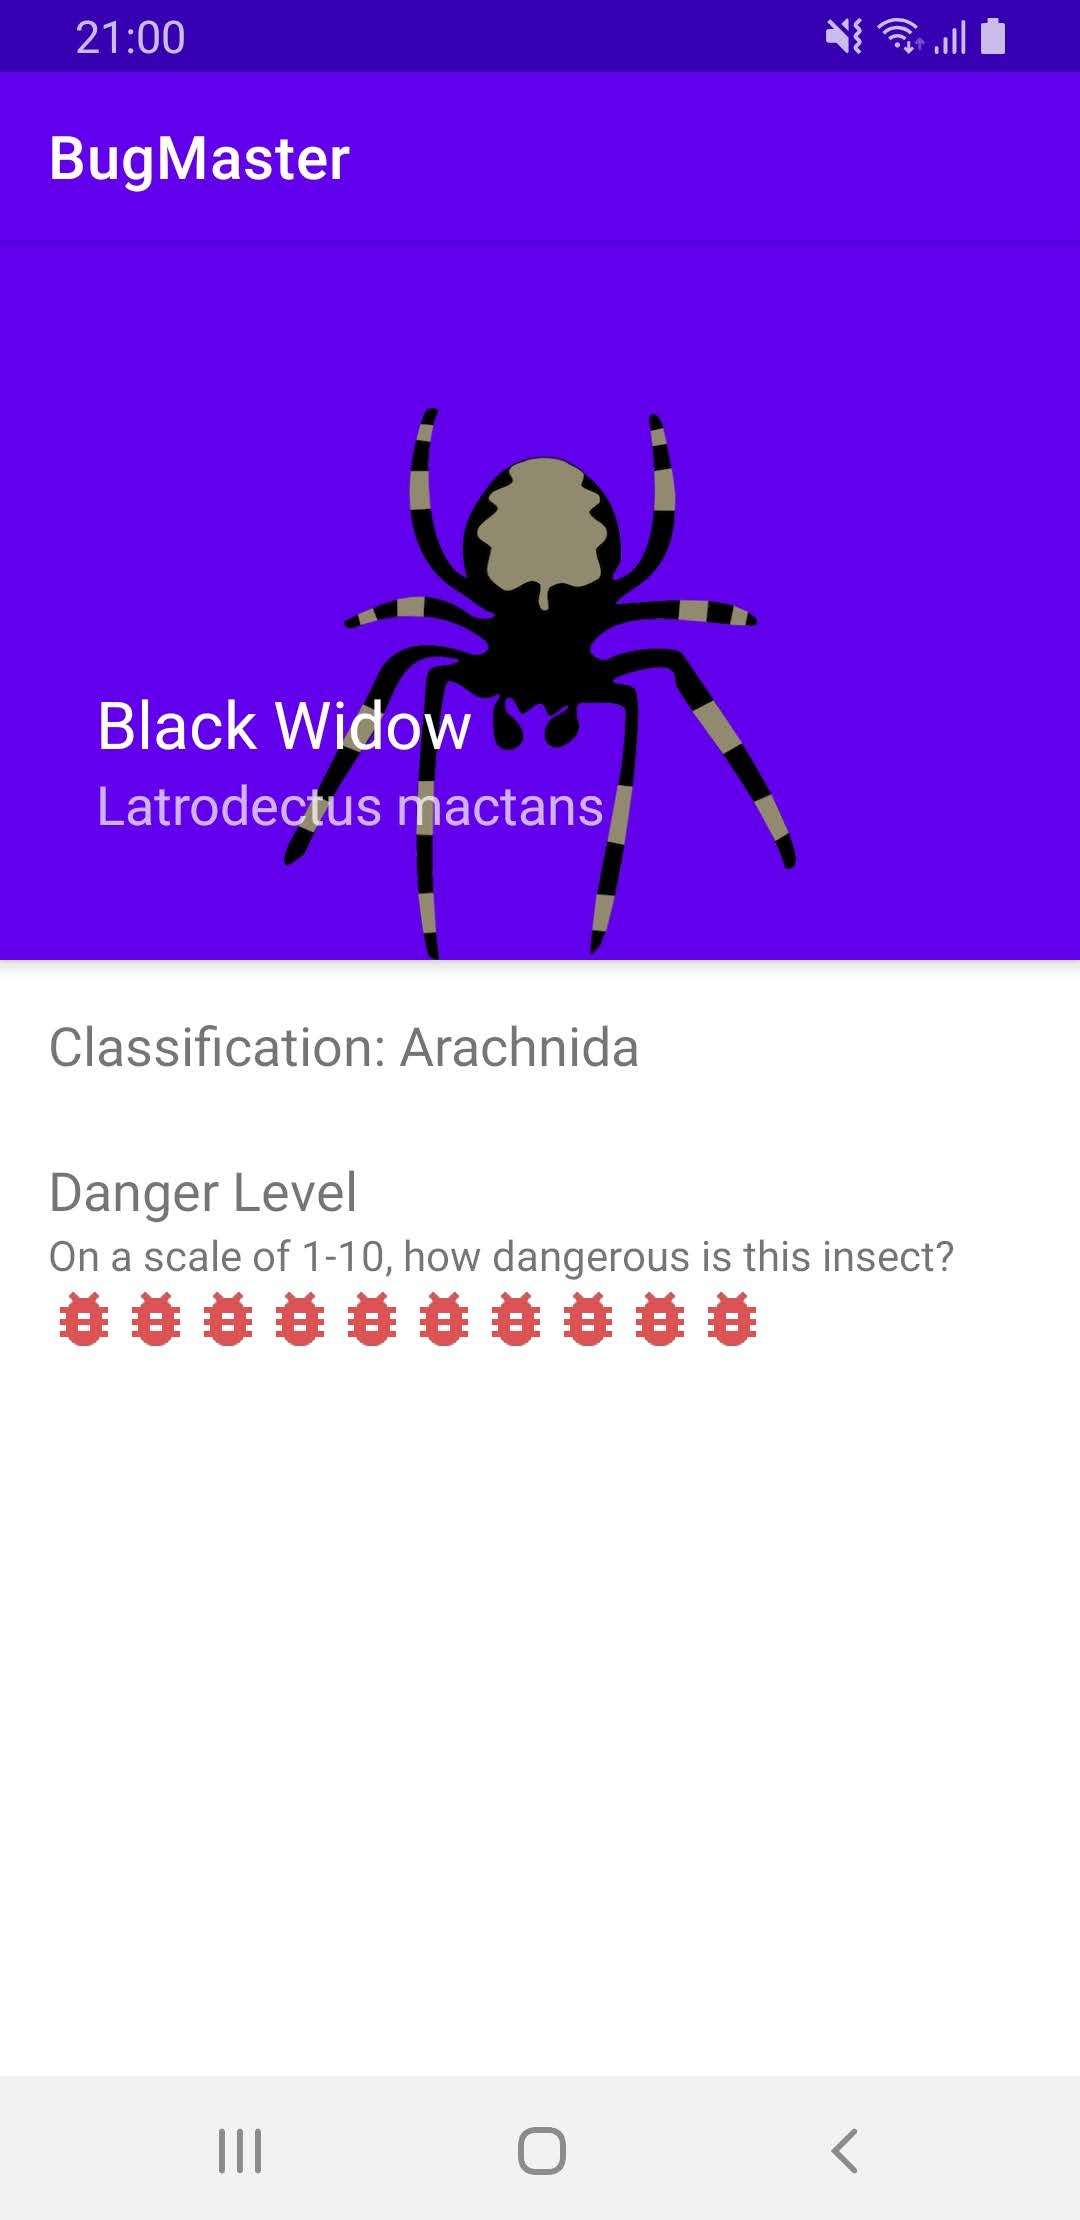 21:00
BugMaster
Black Widow
Latrodectus mactans
Classification: Arachnida
Danger Level
On a scale of 1-10, how dangerous is this insect?